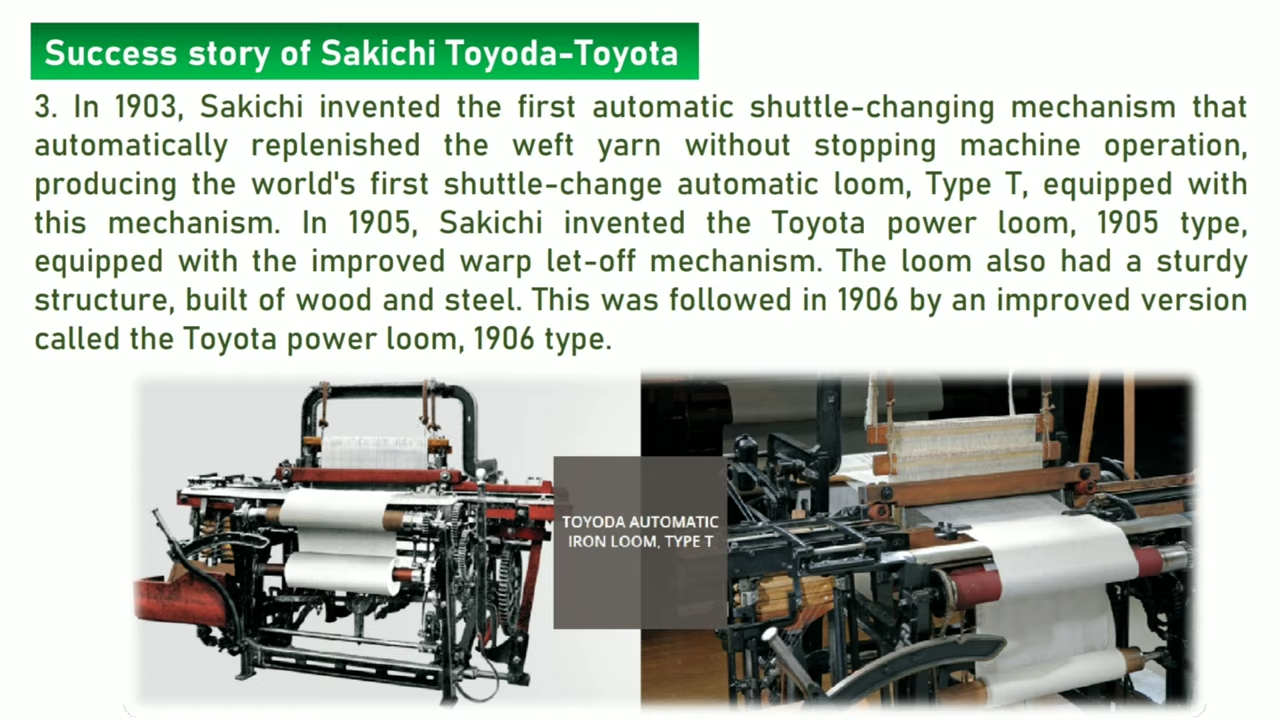 Success story of Sakichi Toyoda-Toyota
3. In 1903, Sakichi invented the first automatic shuttle-changing mechanism that
automatically replenished the weft yarn without stopping machine operation,
producing the world's first shuttle-change automatic loom, Type T, equipped with
this mechanism. In 1905, Sakichi invented the Toyota power loom, 1905 type,
equipped with the improved warp let-off mechanism. The loom also had a sturdy
structure, built of wood and steel. This was followed in 1906 by an improved version
called the Toyota power loom, 1906 type.
TOYODA AUTOMATIC
IRON LOOM, TYPE T